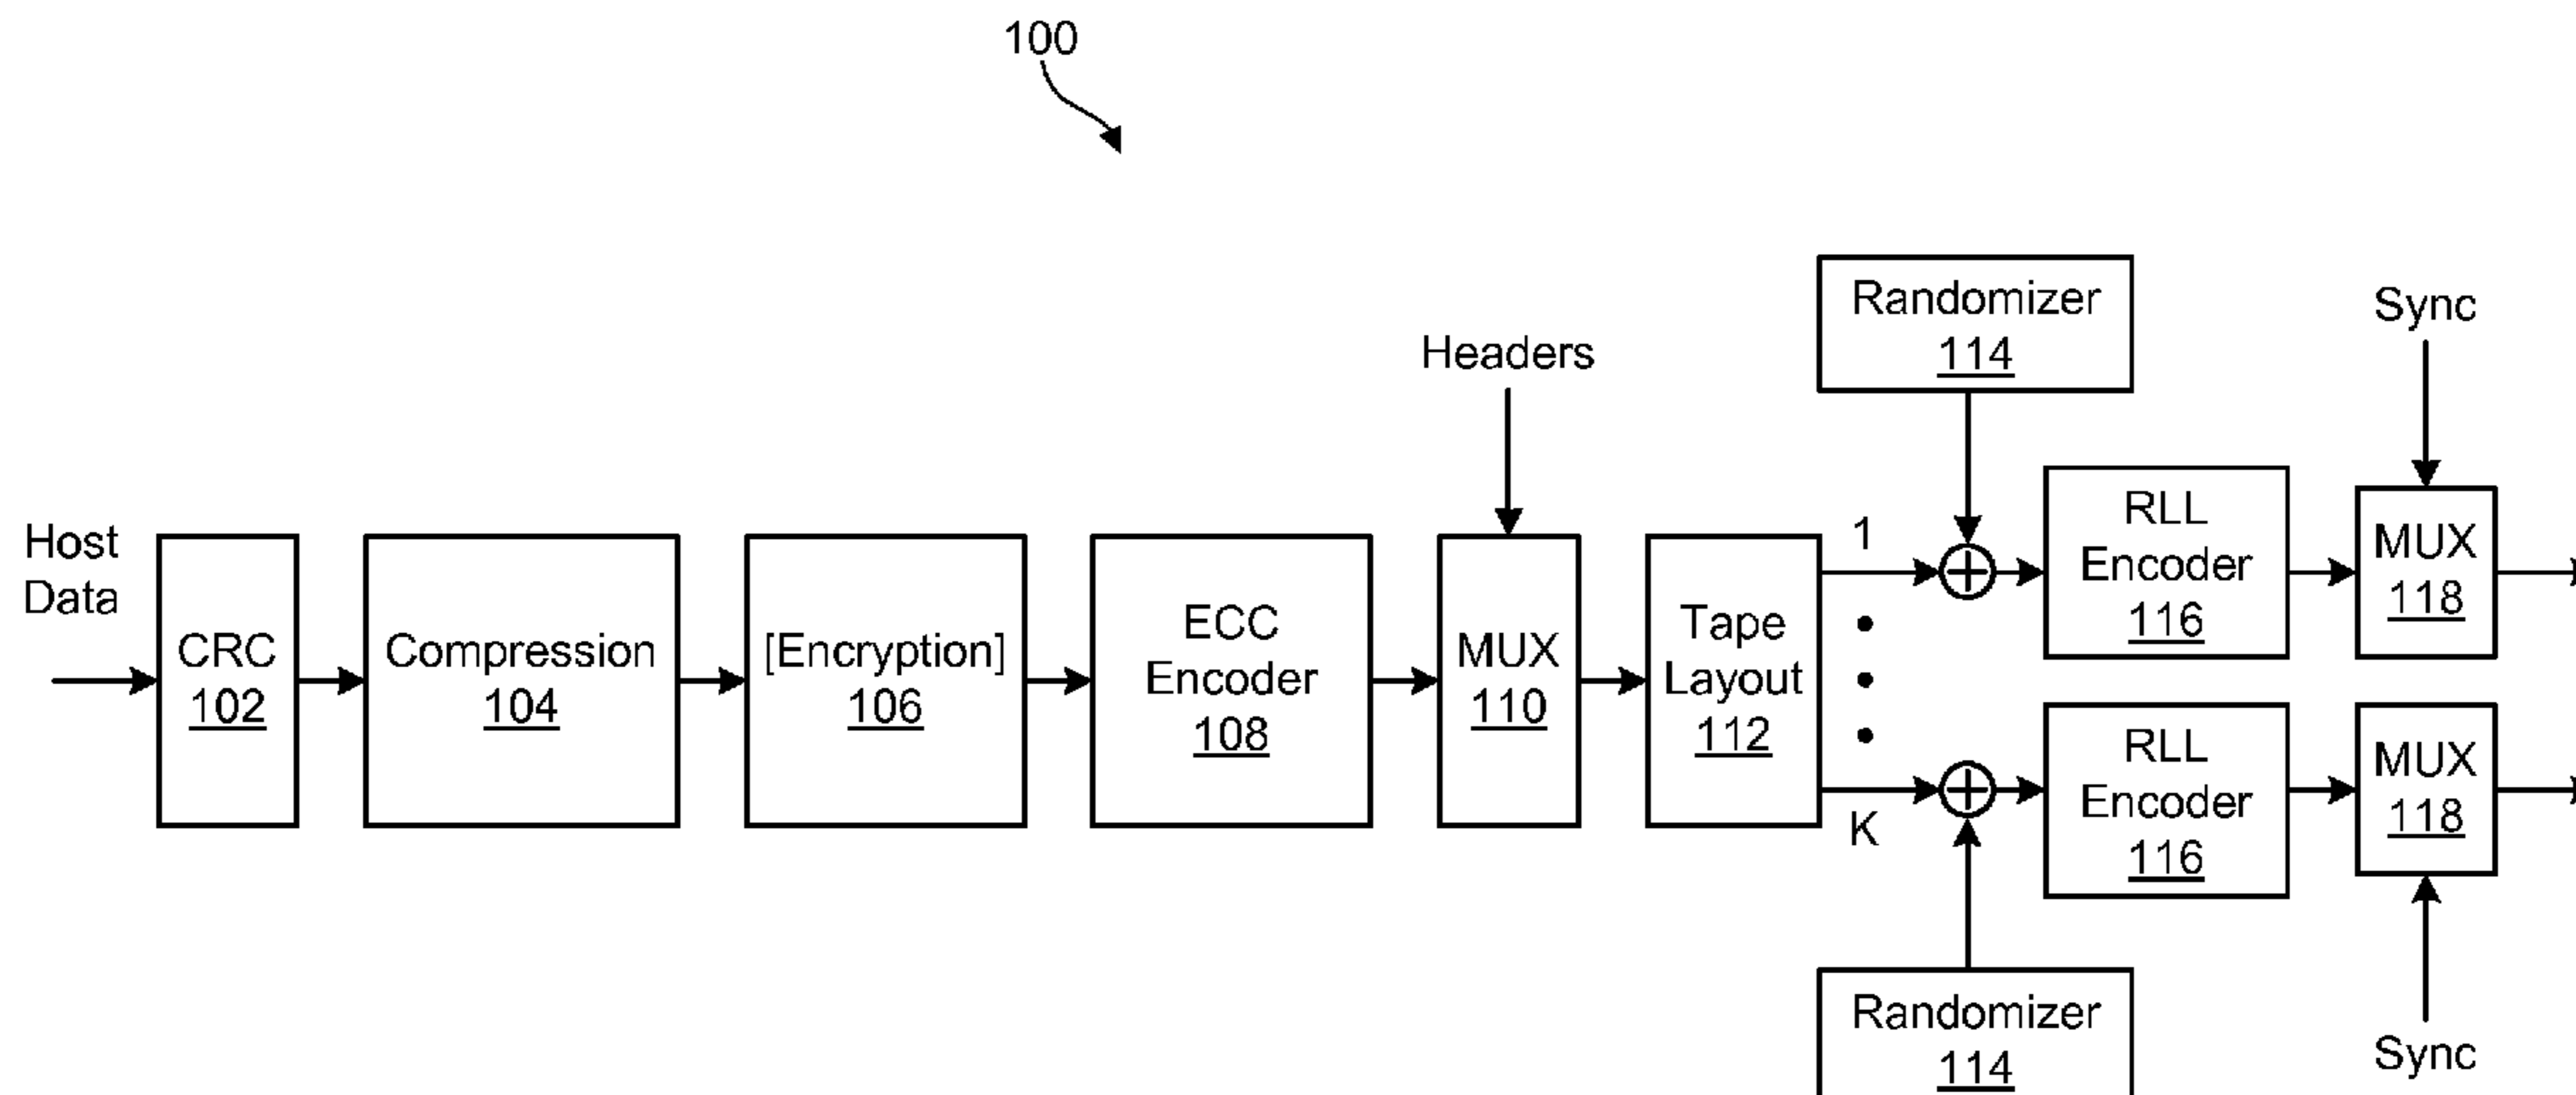 100
Host
Data
CRC
102
Compression
104
[Encryption]
106
ECC
Encoder
108
Headers
MUX
110
Tape
Layout
112
1
K
Randomizer
114
RLL
Encoder
116
Sync
MUX
118
RLL
Encoder
116
MUX
118
Randomizer
114
Sync